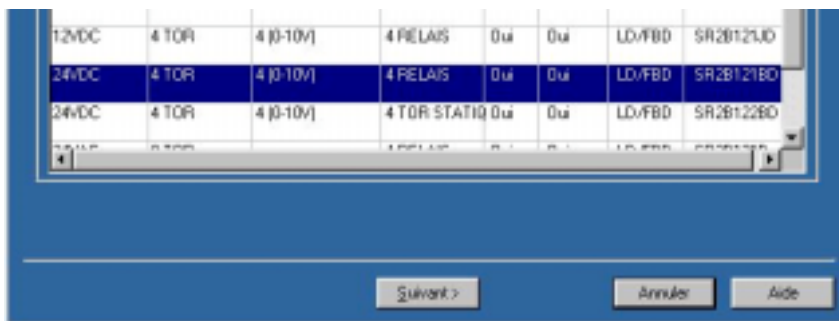 12VDC 4 TOR 4 (0-10V) 4 RELAIS Oui Oui LD/FBD SR2B121JD
24VDC 4 TOR 4 (0-10V) 4 RELAIS Oui Oui LD/FBD SR2B121BD
24VDC 4 TOR 4 (0-10V) 4 TOR STATIQ Oui Oui LD/FBD SR2B122BD
Suivant > Annuler Aide